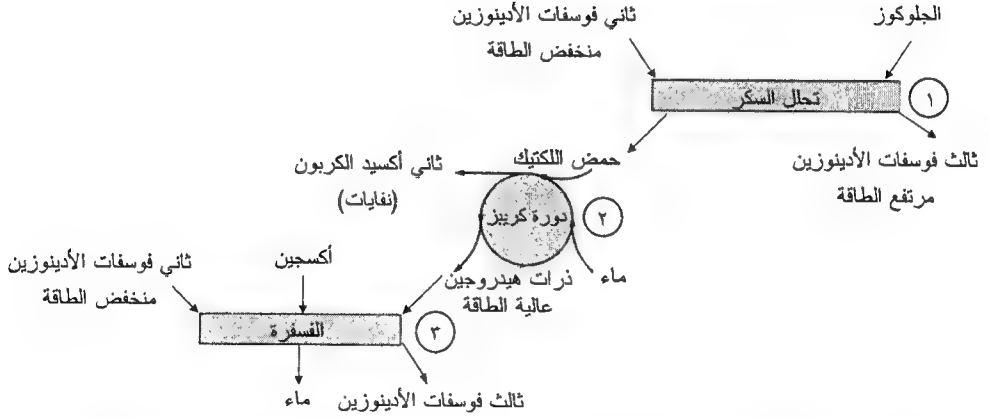 الجلوكوز
ثاني فوسفات الأدينوزين
منخفض الطاقة
تحلل السكر
١
ثالث فوسفات الأدينوزين
مرتفع الطاقة
حمض اللكتيك
ثاني أكسيد الكربون
(نفايات)
دورة كريبز
٢
ماء
ذرات هيدروجين
عالية الطاقة
أكسجين
ثاني فوسفات الأدينوزين
منخفض الطاقة
الفسفرة
٣
ثالث فوسفات الأدينوزين
ماء